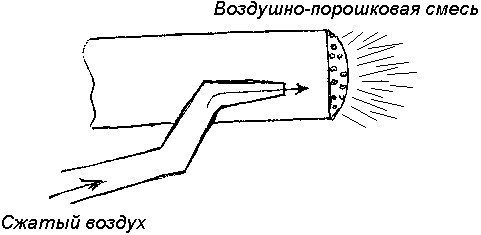 Воздушно-порошковая смесь
Сжатый воздух